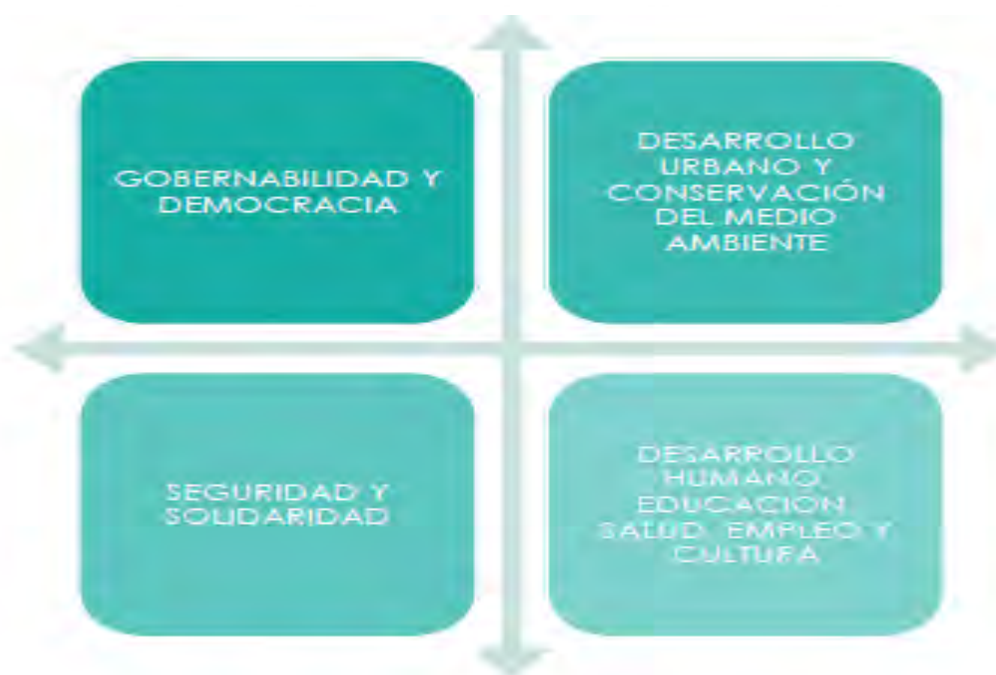 GOBERNABILIDAD Y
DEMOCRACIA
DESARROLLO
URBANO Y
CONSERVACIÓN
DEL MEDIO
AMBIENTE
SEGURIDAD Y
SOLIDARIDAD
DESARROLLO
HUMANO,
EDUCACIÓN
SALUD, EMPLEO Y
CULTURA